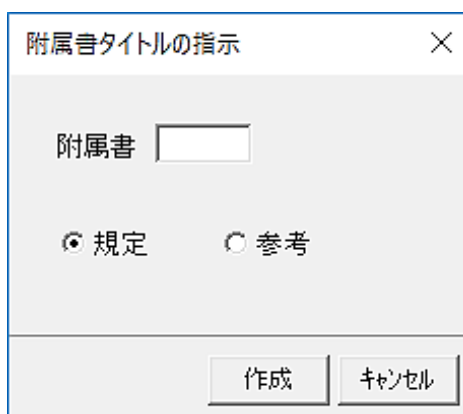 附属書タイトルの指示
附属書
規定 参考
作成 キャンセル